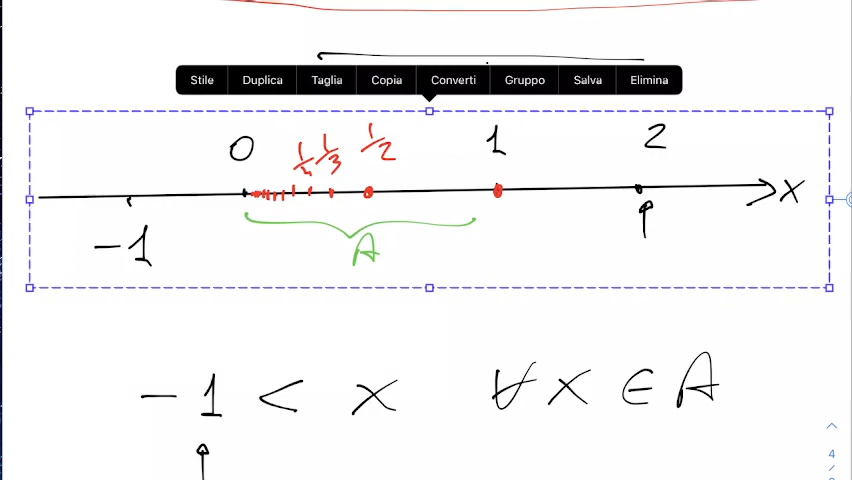 Stile Duplica Taglia Copia Converti Gruppo Salva Elimina
0 1/4 1/3 1/2 1 2
x
-1 A
-1 < x ∀x ∈ A
4